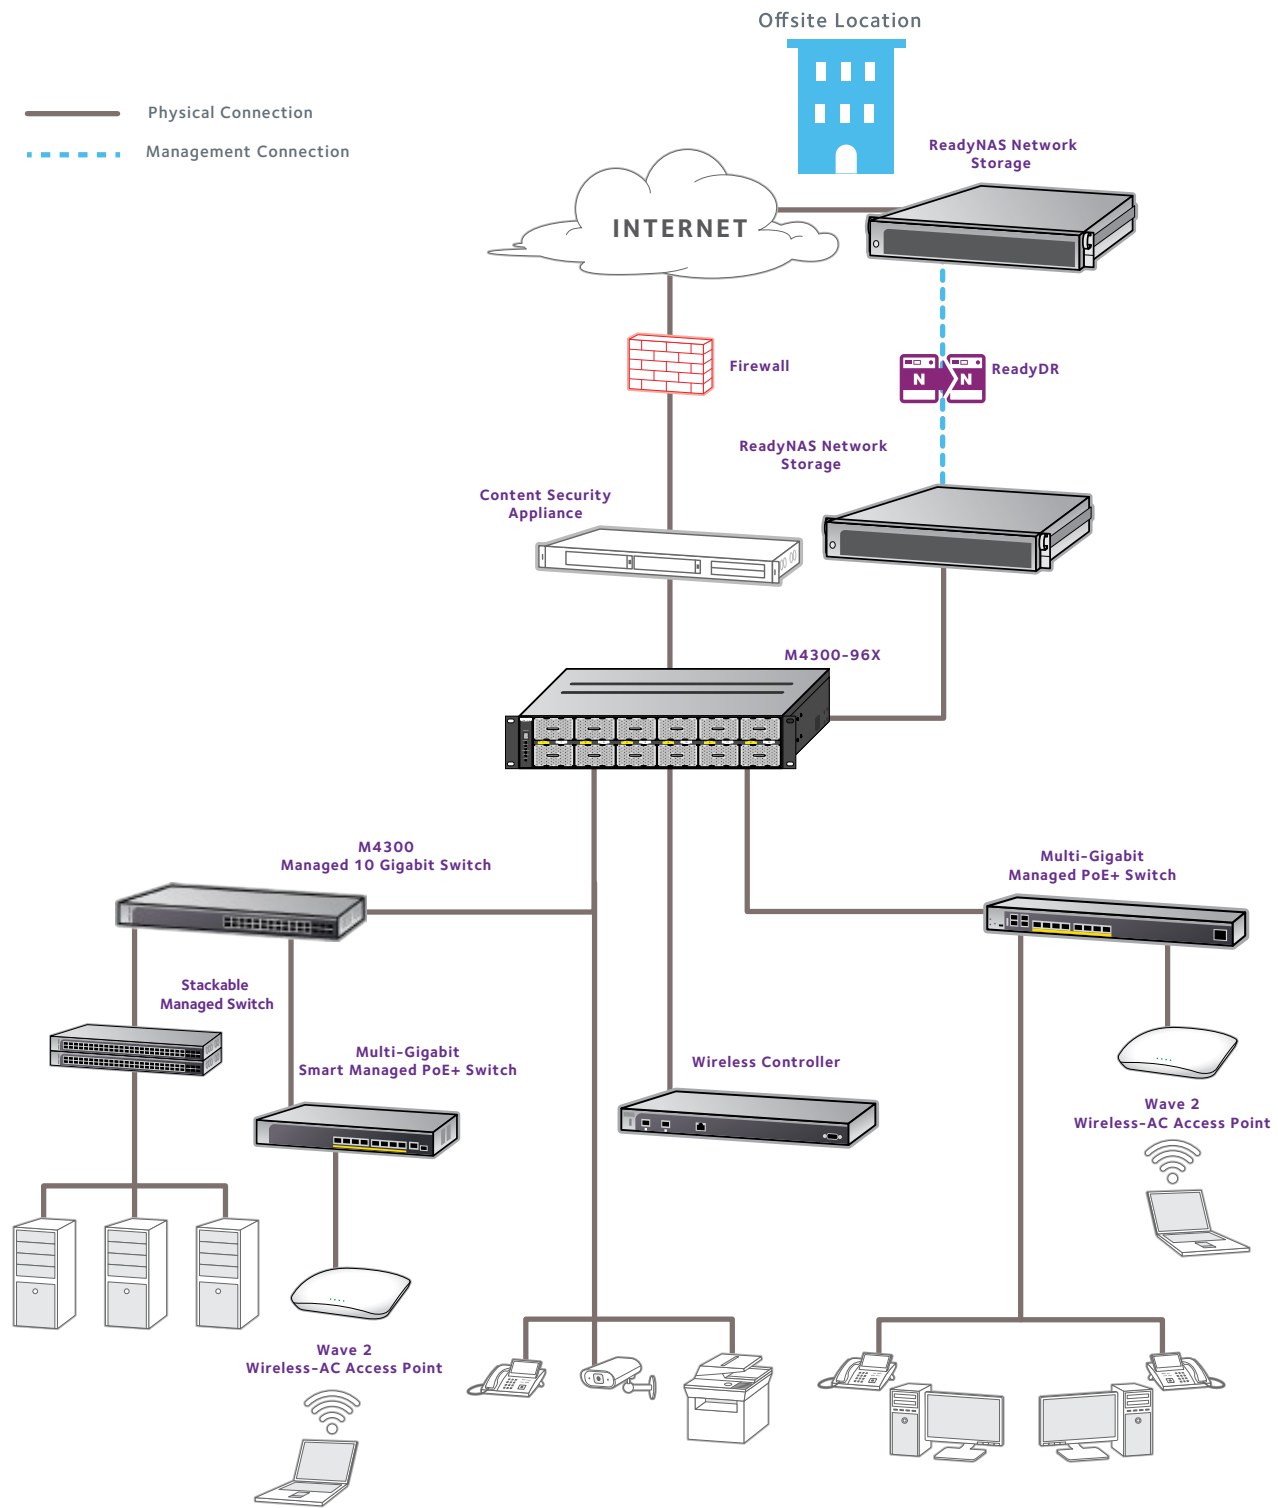 Offsite Location
Physical Connection
Management Connection
ReadyNAS Network
Storage
INTERNET
Firewall
N
N
ReadyDR
ReadyNAS Network
Storage
Content Security
Appliance
M4300-96X
M4300
Managed 10 Gigabit Switch
Multi-Gigabit
Managed PoE+ Switch
Stackable
Managed Switch
Multi-Gigabit
Smart Managed PoE+ Switch
Wireless Controller
Wave 2
Wireless-AC Access Point
Wave 2
Wireless-AC Access Point